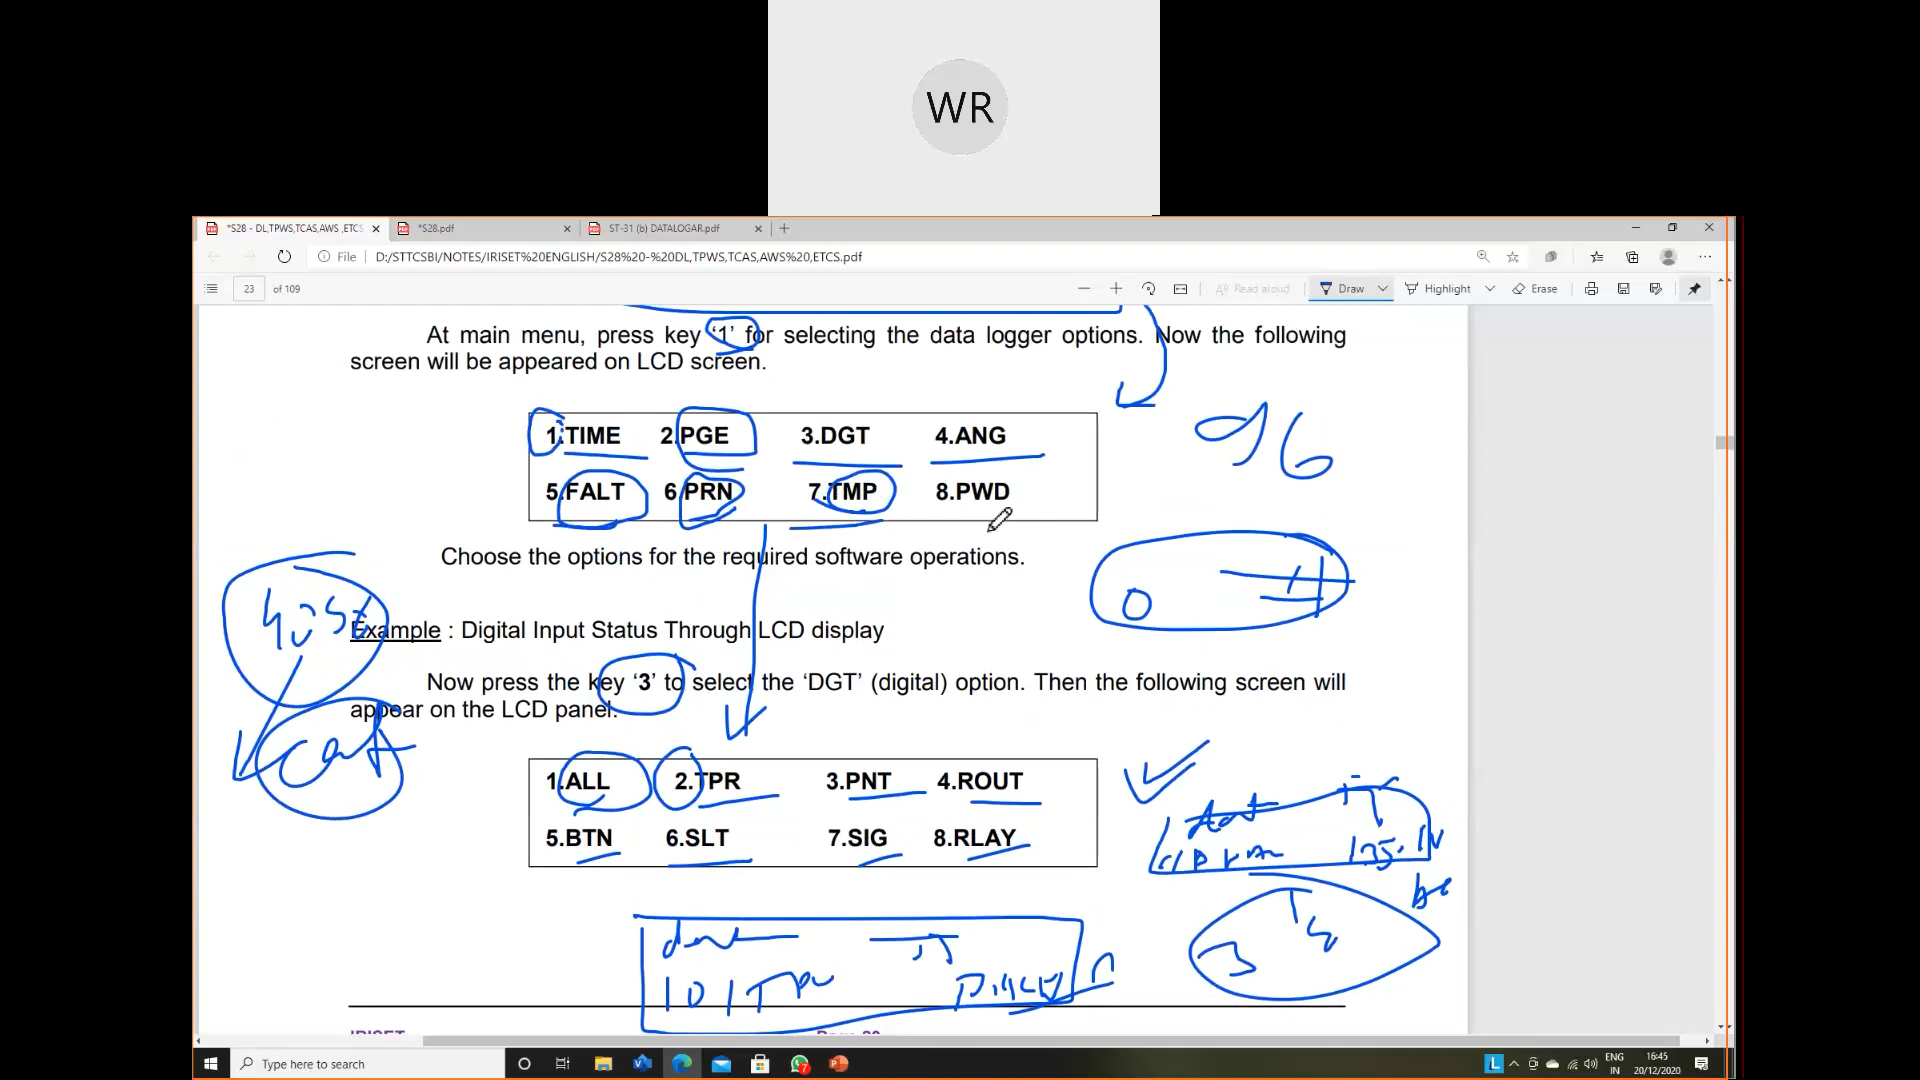 WR
*S28 - DL,TPWS,TCAS,AWS ,ETCS
*S28.pdf
ST-31 (b) DATALOGAR.pdf
File D:/STTCSBI/NOTES/IRISET%20ENGLISH/S28%20-%20DL,TPWS,TCAS,AWS%20,ETCS.pdf
23 of 109 Read aloud Draw Highlight Erase
At main menu, press key ‘1’ for selecting the data logger options. Now the following
screen will be appeared on LCD screen.
1.TIME 2.PGE 3.DGT 4.ANG
5.FALT 6.PRN 7.TMP 8.PWD
96
Choose the options for the required software operations.
Example : Digital Input Status Through LCD display
Now press the key ‘3’ to select the ‘DGT’ (digital) option. Then the following screen will
appear on the LCD panel.
1.ALL 2.TPR 3.PNT 4.ROUT
5.BTN 6.SLT 7.SIG 8.RLAY
IRISET
Type here to search
ENG
IN
16:45
20/12/2020